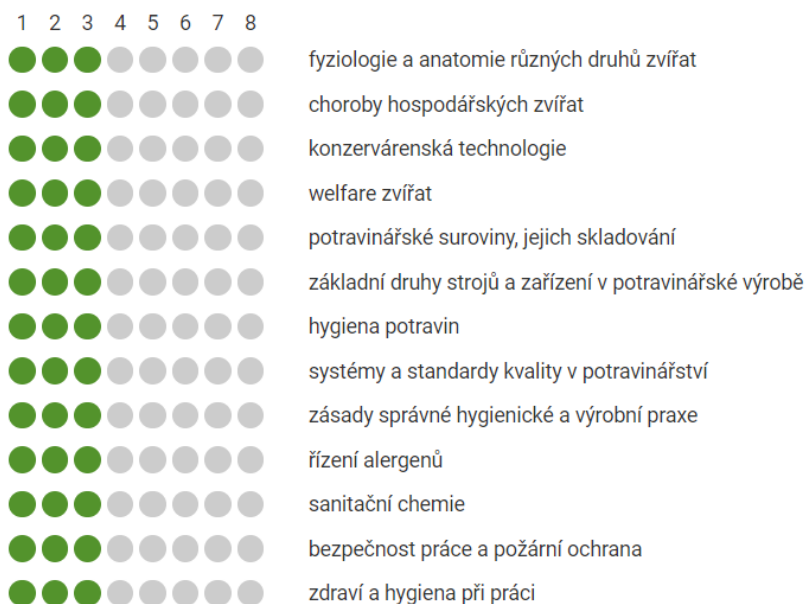 1 2 3 4 5 6 7 8
fyziologie a anatomie různých druhů zvířat
choroby hospodářských zvířat
konzervárenská technologie
welfare zvířat
potravinářské suroviny, jejich skladování
základní druhy strojů a zařízení v potravinářské výrobě
hygiena potravin
systémy a standardy kvality v potravinářství
zásady správné hygienické a výrobní praxe
řízení alergenů
sanitační chemie
bezpečnost práce a požární ochrana
zdraví a hygiena při práci